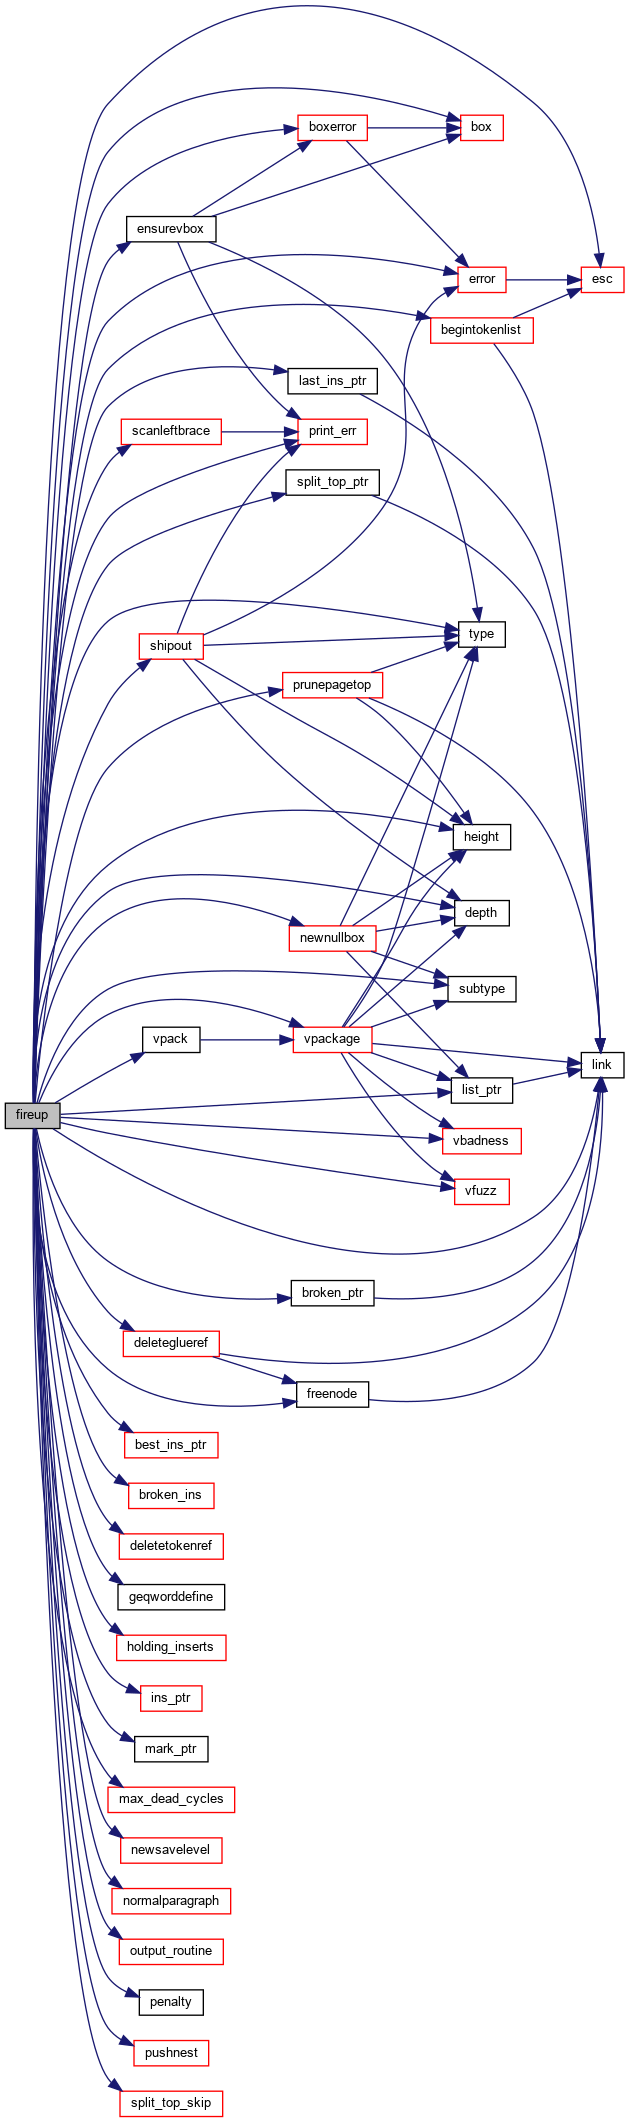 boxerror
box
ensurevbox
error
esc
begintokenlist
last_ins_ptr
scanleftbrace
print_err
split_top_ptr
type
shipout
prunepagetop
height
depth
newnullbox
subtype
vpack
vpackage
link
list_ptr
fireup
vbadness
vfuzz
broken_ptr
deleteglueref
freenode
best_ins_ptr
broken_ins
deletetokenref
geqworddefine
holding_inserts
ins_ptr
mark_ptr
max_dead_cycles
newsavelevel
normalparagraph
output_routine
penalty
pushnest
split_top_skip